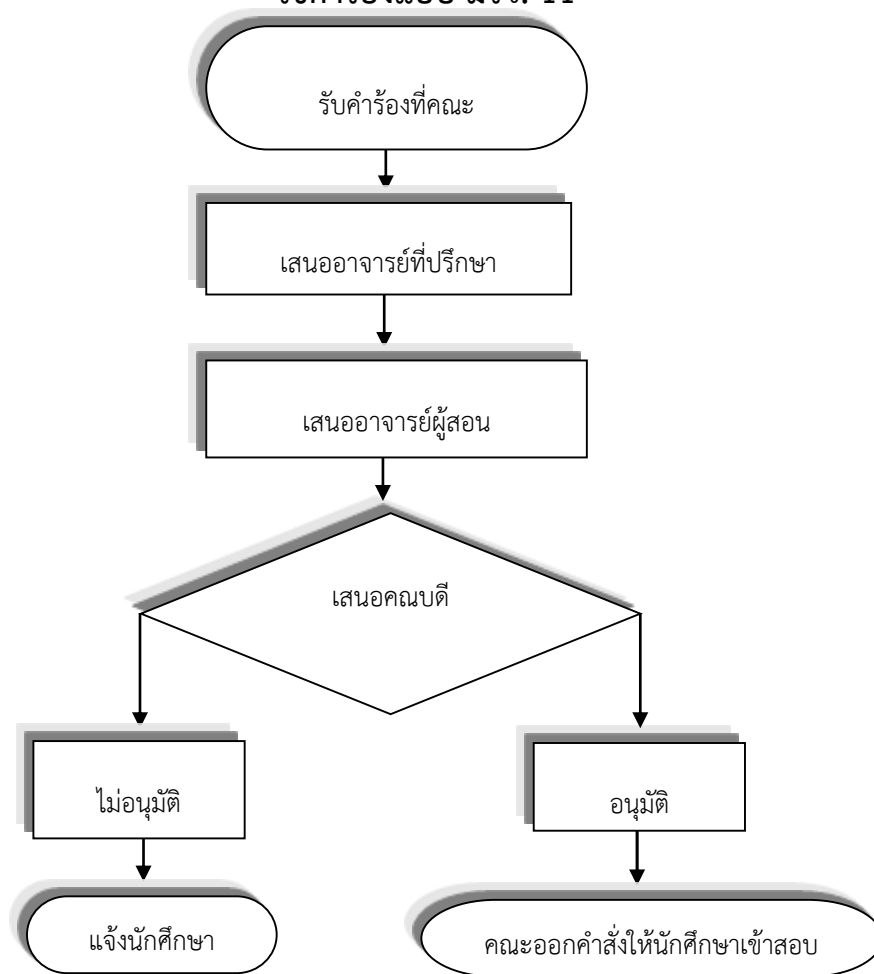 รับคำร้องที่คณะ
เสนออาจารย์ที่ปรึกษา
เสนออาจารย์ผู้สอน
เสนอคณบดี
ไม่อนุมัติ
อนุมัติ
แจ้งนักศึกษา
คณะออกคำสั่งให้นักศึกษาเข้าสอบ